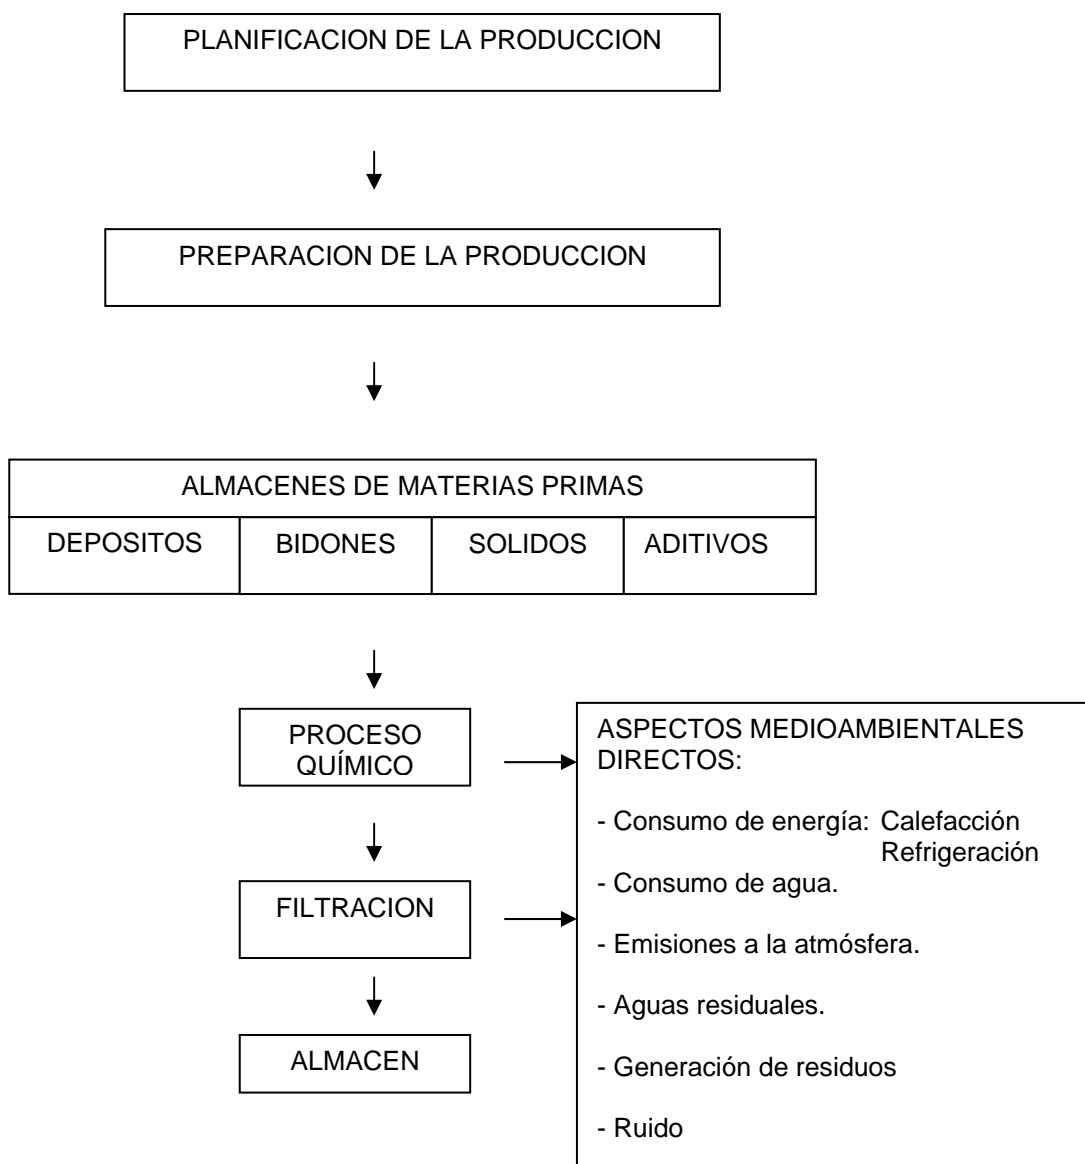 PLANIFICACION DE LA PRODUCCION
PREPARACION DE LA PRODUCCION
ALMACENES DE MATERIAS PRIMAS
DEPOSITOS BIDONES SOLIDOS ADITIVOS
PROCESO
QUÍMICO
FILTRACION
ALMACEN
ASPECTOS MEDIOAMBIENTALES
DIRECTOS:
- Consumo de energía: Calefacción
Refrigeración
- Consumo de agua.
- Emisiones a la atmósfera.
- Aguas residuales.
- Generación de residuos
- Ruido